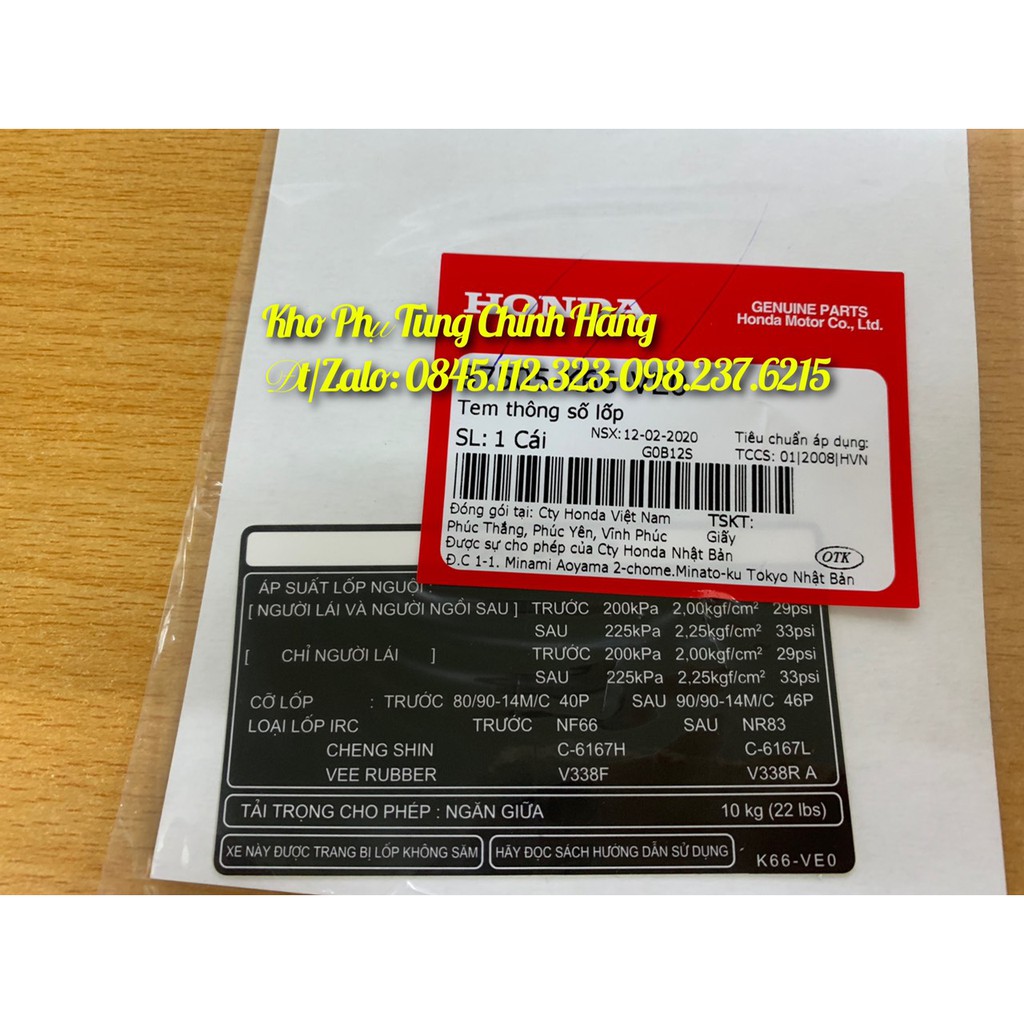 HONDA
GENUINE PARTS
Honda Motor Co., Ltd.
Kho Phụ Tùng Chính Hãng
Đt/Zalo: 0845.112.323-098.237.6215
Tem thông số lốp
SL: 1 Cái
NSX: 12-02-2020
G0B12S
Tiêu chuẩn áp dụng:
TCCS: 01|2008|HVN
Đóng gói tại: Cty Honda Việt Nam
Phúc Thắng, Phúc Yên, Vĩnh Phúc
TSKT:
Giấy
Được sự cho phép của Cty Honda Nhật Bản
Đ.C 1-1. Minami Aoyama 2-chome.Minato-ku Tokyo Nhật Bản
OTK
ÁP SUẤT LỐP NGUỘI :
[ NGƯỜI LÁI VÀ NGƯỜI NGỒI SAU ] TRƯỚC 200kPa 2,00kgf/cm² 29psi
SAU 225kPa 2,25kgf/cm² 33psi
[ CHỈ NGƯỜI LÁI ] TRƯỚC 200kPa 2,00kgf/cm² 29psi
SAU 225kPa 2,25kgf/cm² 33psi
CỠ LỐP : TRƯỚC 80/90-14M/C 40P SAU 90/90-14M/C 46P
LOẠI LỐP IRC TRƯỚC NF66 SAU NR83
CHENG SHIN C-6167H C-6167L
VEE RUBBER V338F V338R A
TẢI TRỌNG CHO PHÉP : NGĂN GIỮA 10 kg (22 lbs)
XE NÀY ĐƯỢC TRANG BỊ LỐP KHÔNG SĂM
HÃY ĐỌC SÁCH HƯỚNG DẪN SỬ DỤNG
K66-VE0